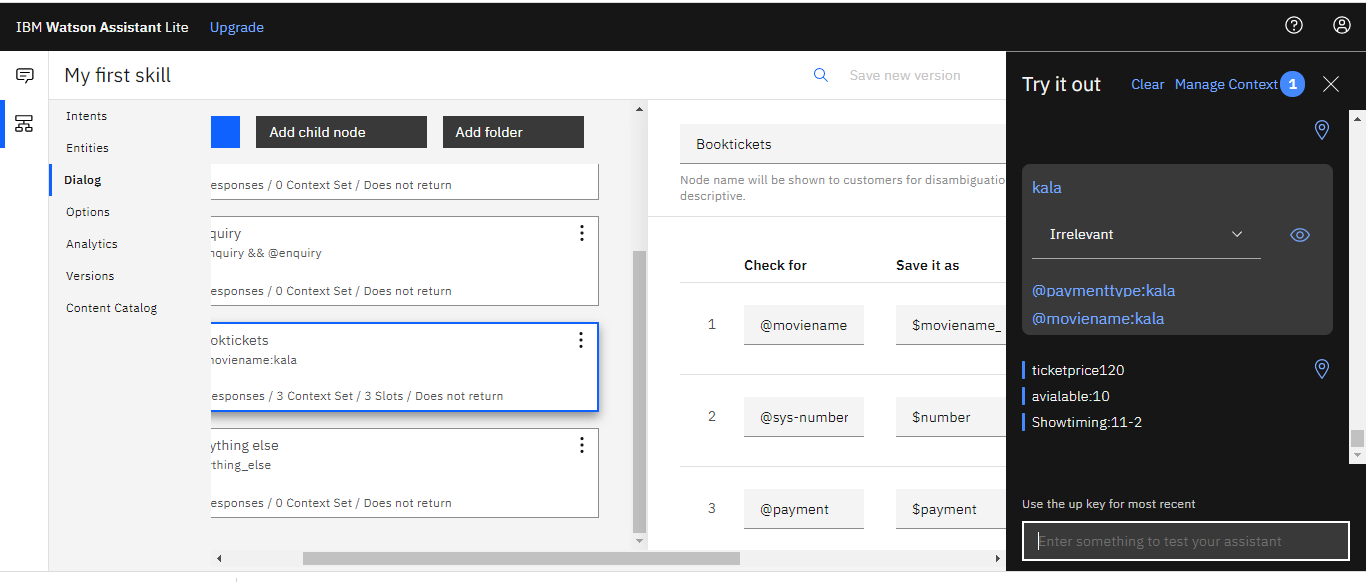 IBM Watson Assistant Lite Upgrade
My first skill
Save new version
Intents
Entities
Dialog
Options
Analytics
Versions
Content Catalog
Add child node
Add folder
esponses / 0 Context Set / Does not return
quiry
nquiry && @enquiry
esponses / 0 Context Set / Does not return
oktickets
noviename:kala
esponses / 3 Context Set / 3 Slots / Does not return
ything else
rthing_else
esponses / 0 Context Set / Does not return
Booktickets
Node name will be shown to customers for disambiguatio
descriptive.
Check for Save it as
1 @moviename $moviename_
2 @sys-number $number
3 @payment $payment
Try it out Clear Manage Context 1
kala
Irrelevant
@paymenttype:kala
@moviename:kala
ticketprice120
avialable:10
Showtiming:11-2
Use the up key for most recent
Enter something to test your assistant